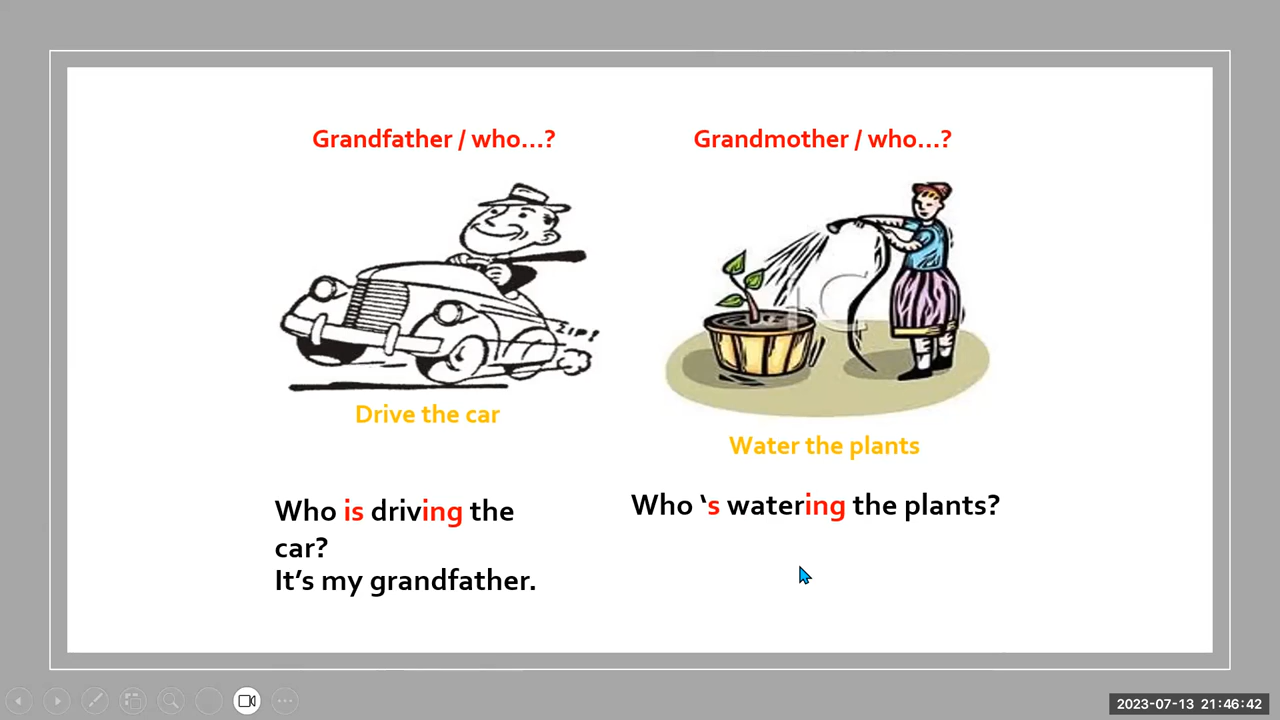 Grandfather / who...?
Grandmother / who...?
ZIP!
Drive the car
Water the plants
Who is driving the
car?
It’s my grandfather.
Who ‘s watering the plants?
2023-07-13 21:46:42